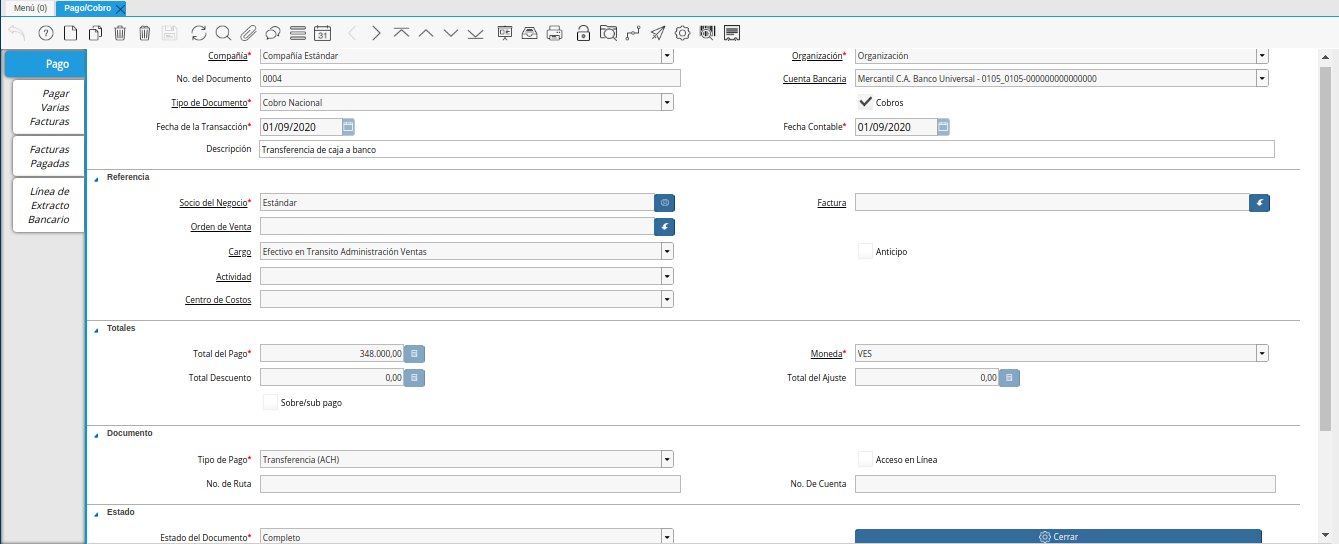 Menú (0) Pago/Cobro
31
Pago
Pagar
Varias
Facturas
Facturas
Pagadas
Línea de
Extracto
Bancario
Compañía* Compañía Estándar Organización* Organización
No. del Documento 0004 Cuenta Bancaria Mercantil C.A. Banco Universal - 0105_0105-000000000000000
Tipo de Documento* Cobro Nacional Cobros
Fecha de la Transacción* 01/09/2020 Fecha Contable* 01/09/2020
Descripción Transferencia de caja a banco
Referencia
Socio del Negocio* Estándar Factura
Orden de Venta
Cargo Efectivo en Transito Administración Ventas Anticipo
Actividad
Centro de Costos
Totales
Total del Pago* 348.000,00 Moneda* VES
Total Descuento 0,00 Total del Ajuste 0,00
Sobre/sub pago
Documento
Tipo de Pago* Transferencia (ACH) Acceso en Línea
No. de Ruta No. De Cuenta
Estado
Estado del Documento* Completo Cerrar